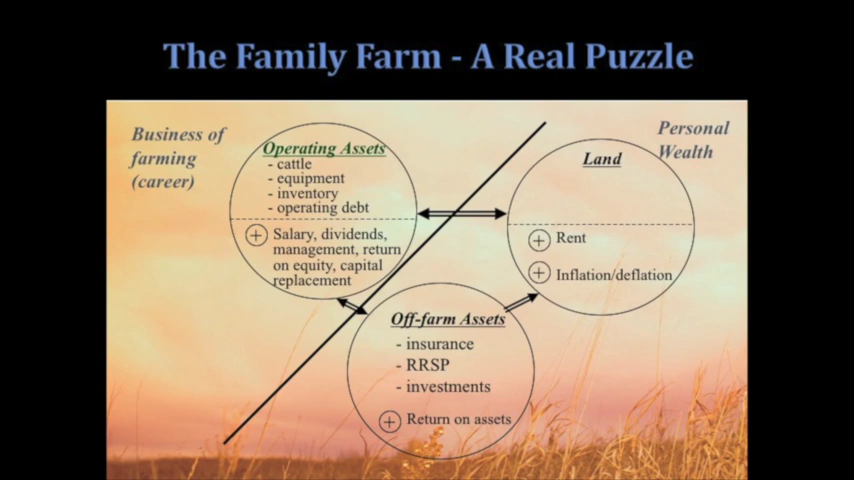 The Family Farm - A Real Puzzle
Business of
farming
(career)
Operating Assets
- cattle
- equipment
- inventory
- operating debt
+ Salary, dividends,
management, return
on equity, capital
replacement
Personal
Wealth
Land
+ Rent
+ Inflation/deflation
Off-farm Assets
- insurance
- RRSP
- investments
+ Return on assets